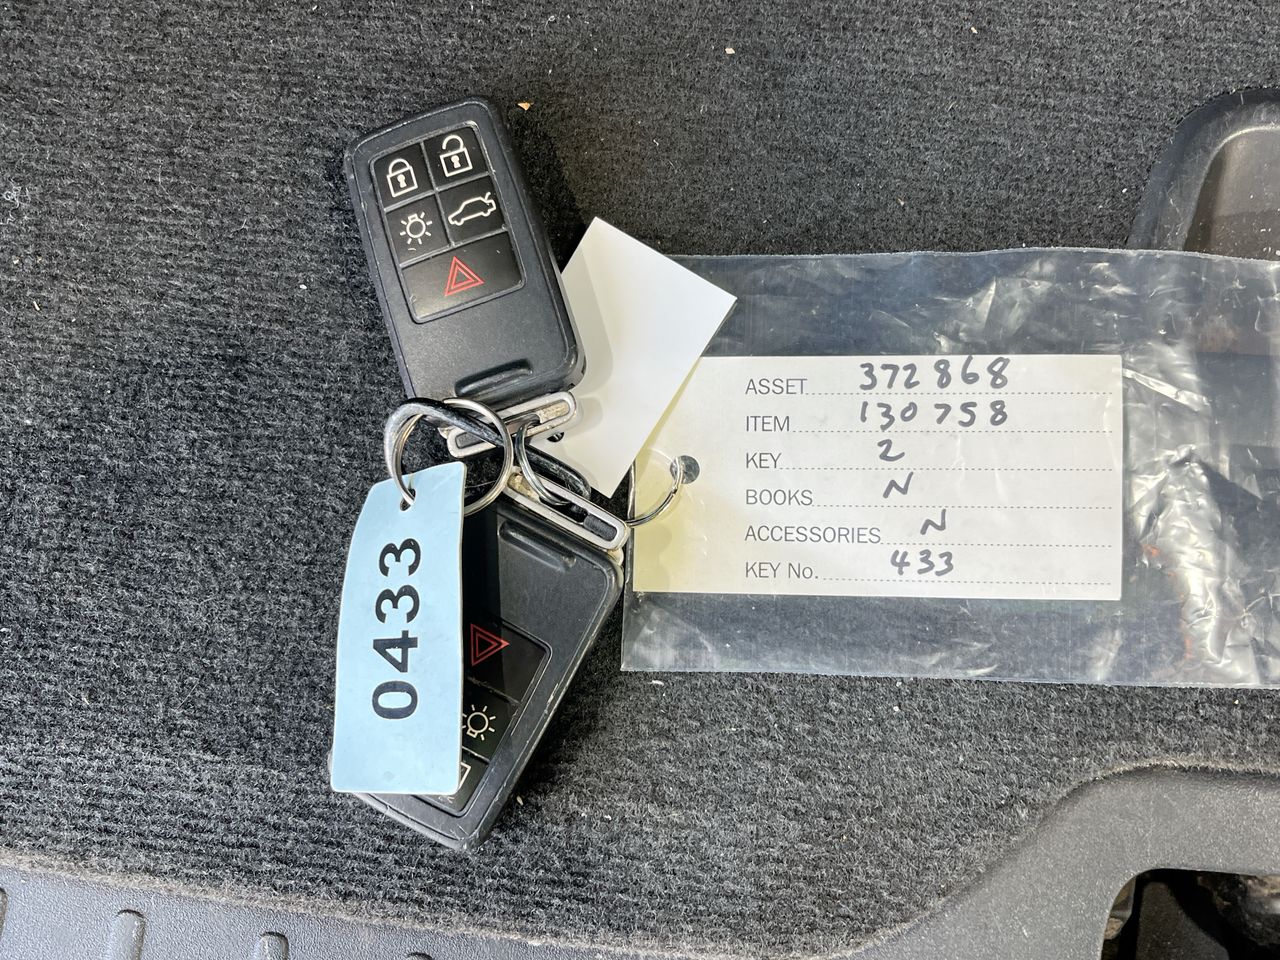 ASSET 372868
ITEM 130758
KEY 2
BOOKS N
ACCESSORIES N
KEY No. 433
0433